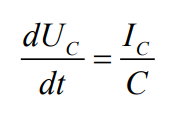 dU_C/dt = I_C/C